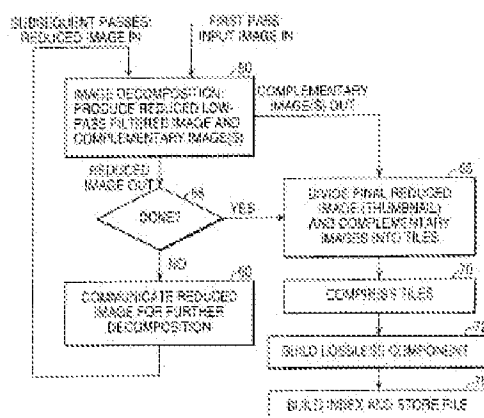 SUBSEQUENT PASSES:
REDUCED IMAGE IN
FIRST PASS
INPUT IMAGE IN
IMAGE DECOMPOSITION:
PRODUCE REDUCED LOW-
PASS FILTERED IMAGE AND
COMPLEMENTARY IMAGE(S)
COMPLEMENTARY
IMAGE(S) OUT
REDUCED
IMAGE OUT
DONE?
YES
NO
DIVIDE FINAL REDUCED
IMAGE (THUMBNAIL)
AND COMPLEMENTARY
IMAGES INTO TILES
70
COMPRESS TILES
COMMUNICATE REDUCED
IMAGE FOR FURTHER
DECOMPOSITION
BUILD LOSSLESS COMPONENT
BUILD INDEX AND STORE FILE